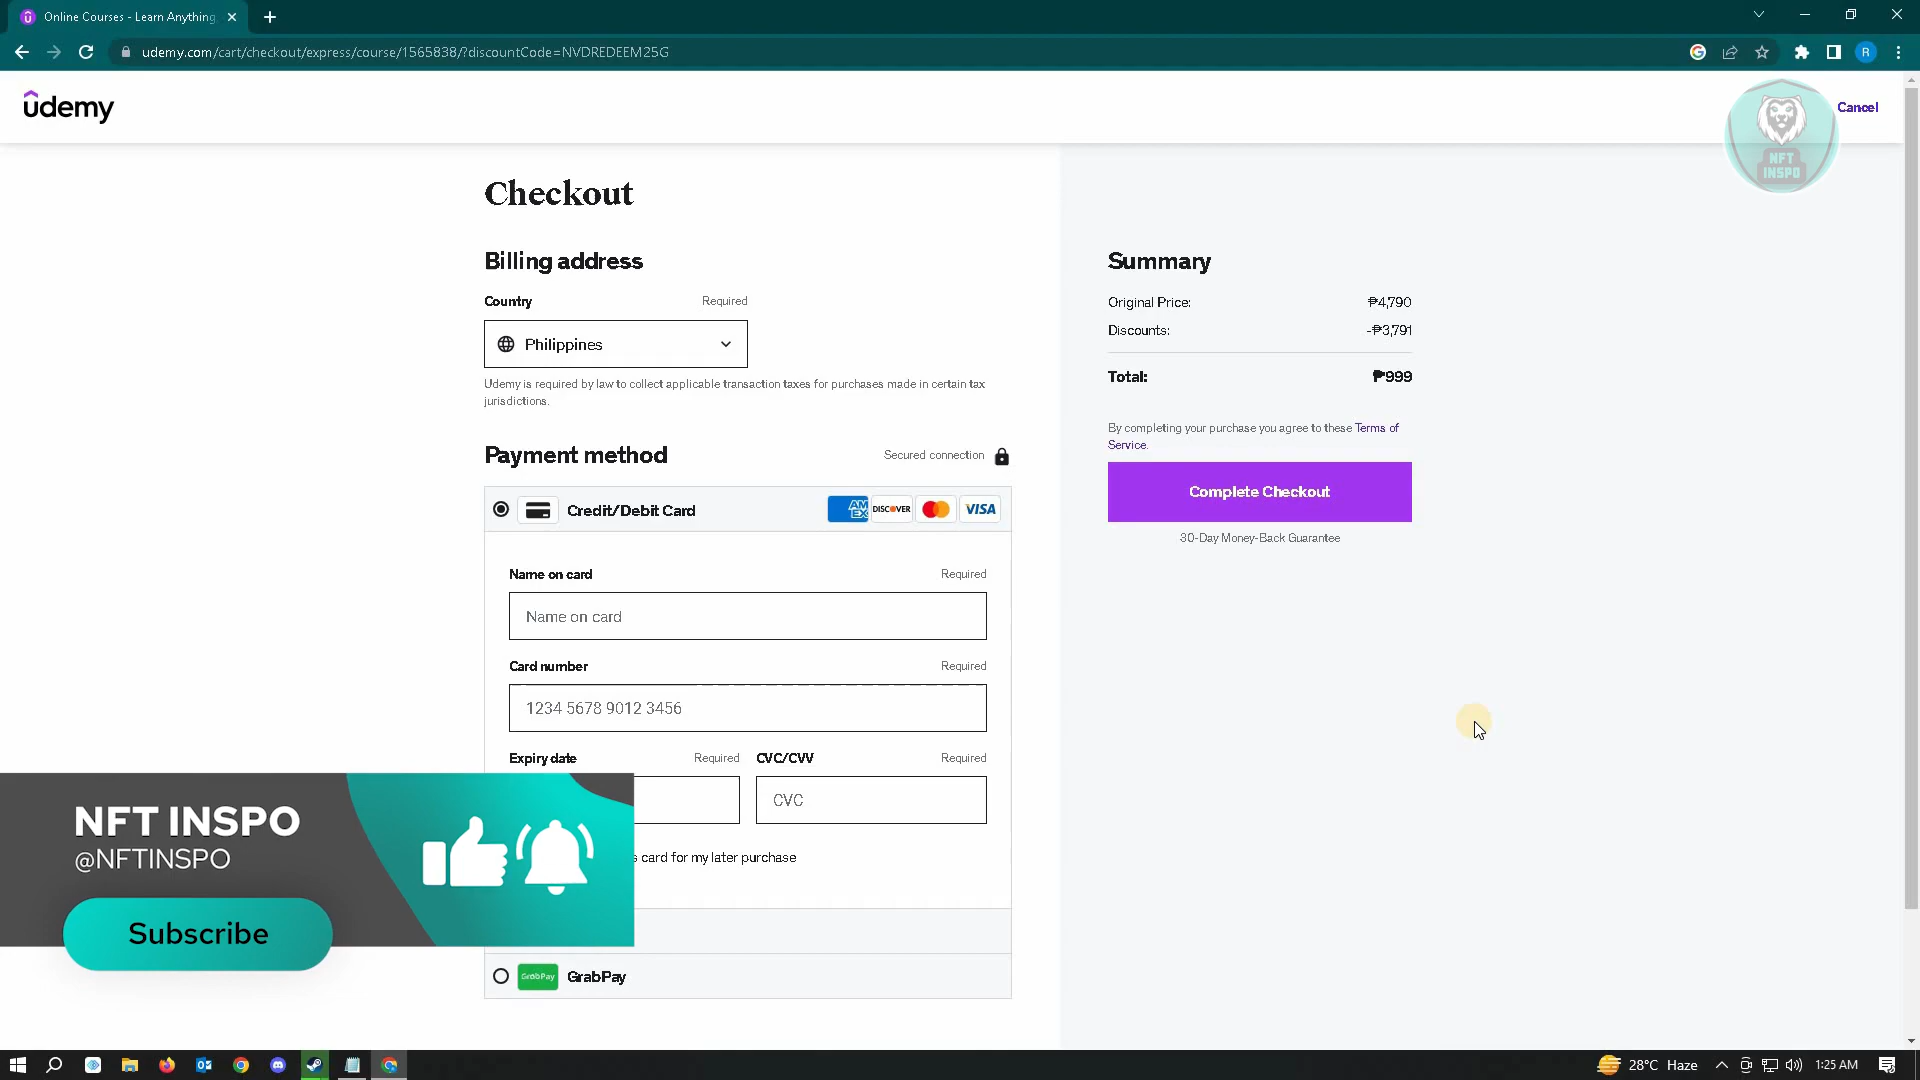 Online Courses - Learn Anything
udemy.com/cart/checkout/express/course/1565838/?discountCode=NVDREDEEM25G
R
udemy
Cancel
NFT
INSPO
Checkout
Billing address
Country
Required
Philippines
Udemy is required by law to collect applicable transaction taxes for purchases made in certain tax
jurisdictions.
Payment method
Secured connection
Credit/Debit Card
AM
EX
DISCOVER
VISA
Name on card
Required
Name on card
Card number
Required
1234 5678 9012 3456
Expiry date
Required
CVC/CVV
Required
CVC
card for my later purchase
GrabPay
GrabPay
Summary
Original Price:
₱4,790
Discounts:
-₱3,791
Total:
₱999
By completing your purchase you agree to these Terms of
Service.
Complete Checkout
30-Day Money-Back Guarantee
NFT INSPO
@NFTINSPO
Subscribe
28°C Haze
1:25 AM